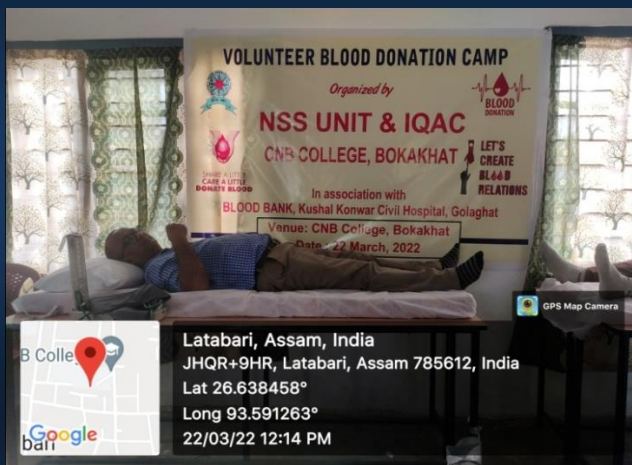 VOLUNTEER BLOOD DONATION CAMP
Organized by
NSS UNIT & IQAC
CNB COLLEGE, BOKAKHAT
BLOOD
DONATION
LET'S
CREATE
BLOOD
RELATIONS
CARE A LITTLE
DONATE BLOOD
In association with
BLOOD BANK, Kushal Konwar Civil Hospital, Golaghat
Venue: CNB College, Bokakhat
Date : 22 March, 2022
GPS Map Camera
B Colle
Google
Latabari, Assam, India
JHQR+9HR, Latabari, Assam 785612, India
Lat 26.638458°
Long 93.591263°
22/03/22 12:14 PM